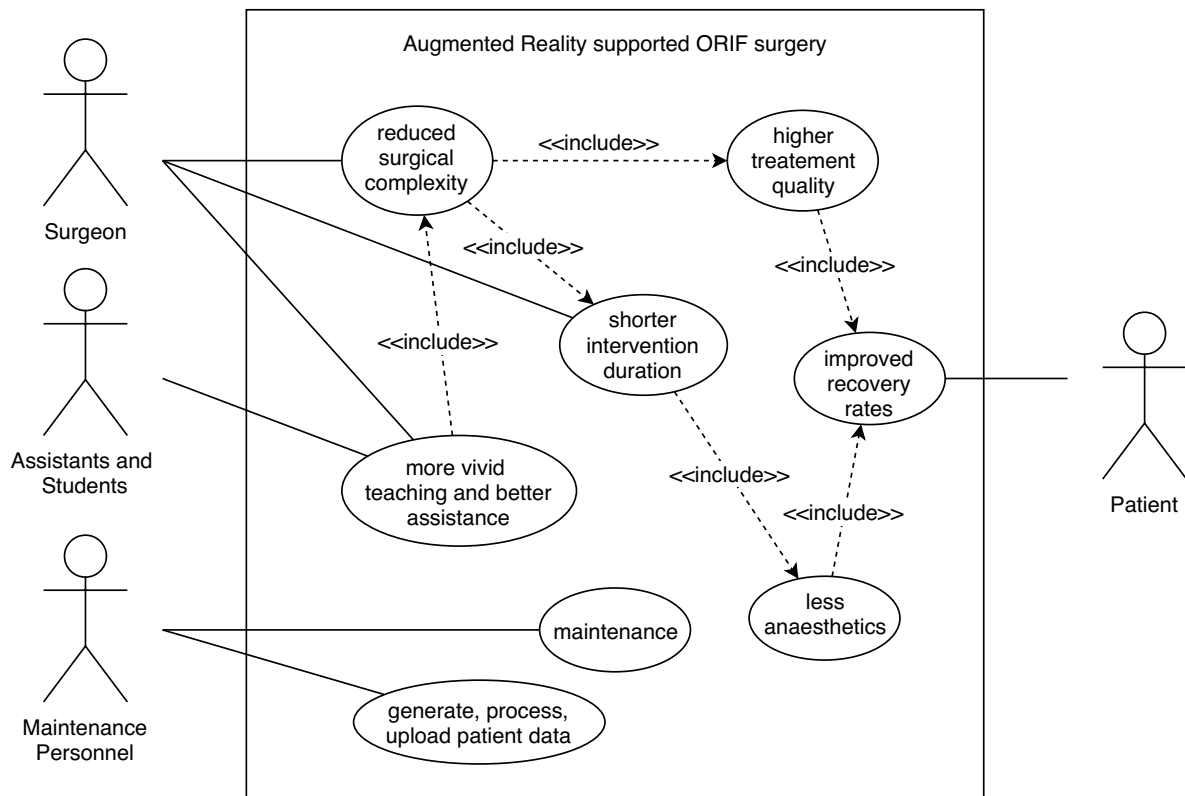 Augmented Reality supported ORIF surgery
Surgeon
reduced
surgical
complexity
<<include>>
higher
treatement
quality
<<include>>
<<include>>
<<include>>
shorter
intervention
duration
improved
recovery
rates
Assistants and
Students
more vivid
teaching and better
assistance
<<include>>
<<include>>
Patient
less
anaesthetics
Maintenance
Personnel
maintenance
generate, process,
upload patient data